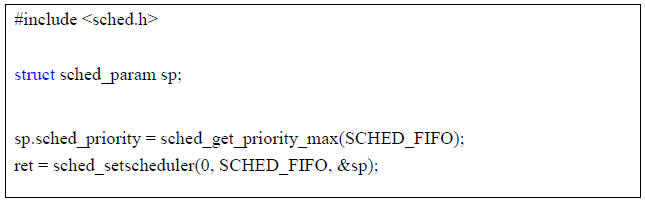 #include <sched.h>
struct sched_param sp;
sp.sched_priority = sched_get_priority_max(SCHED_FIFO);
ret = sched_setscheduler(0, SCHED_FIFO, &sp);